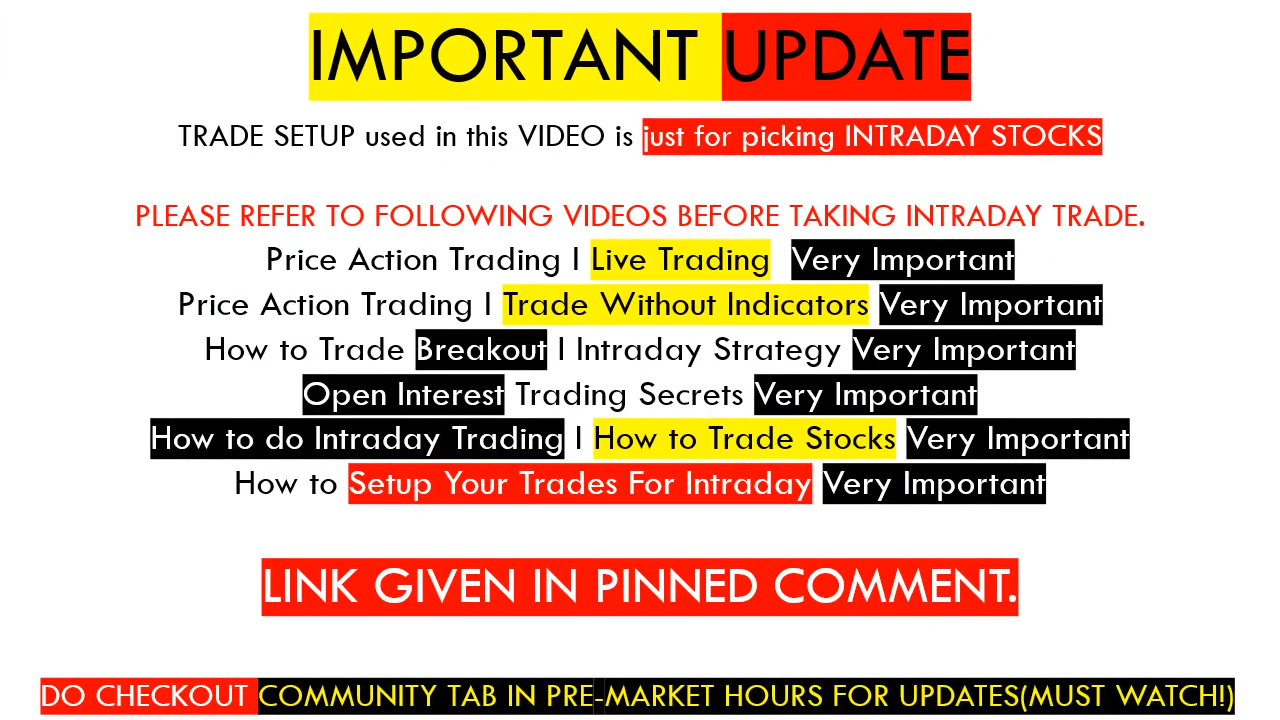 IMPORTANT UPDATE
TRADE SETUP used in this VIDEO is just for picking INTRADAY STOCKS
PLEASE REFER TO FOLLOWING VIDEOS BEFORE TAKING INTRADAY TRADE.
Price Action Trading I Live Trading Very Important
Price Action Trading I Trade Without Indicators Very Important
How to Trade Breakout I Intraday Strategy Very Important
Open Interest Trading Secrets Very Important
How to do Intraday Trading I How to Trade Stocks Very Important
How to Setup Your Trades For Intraday Very Important
LINK GIVEN IN PINNED COMMENT.
DO CHECKOUT COMMUNITY TAB IN PRE-MARKET HOURS FOR UPDATES(MUST WATCH!)